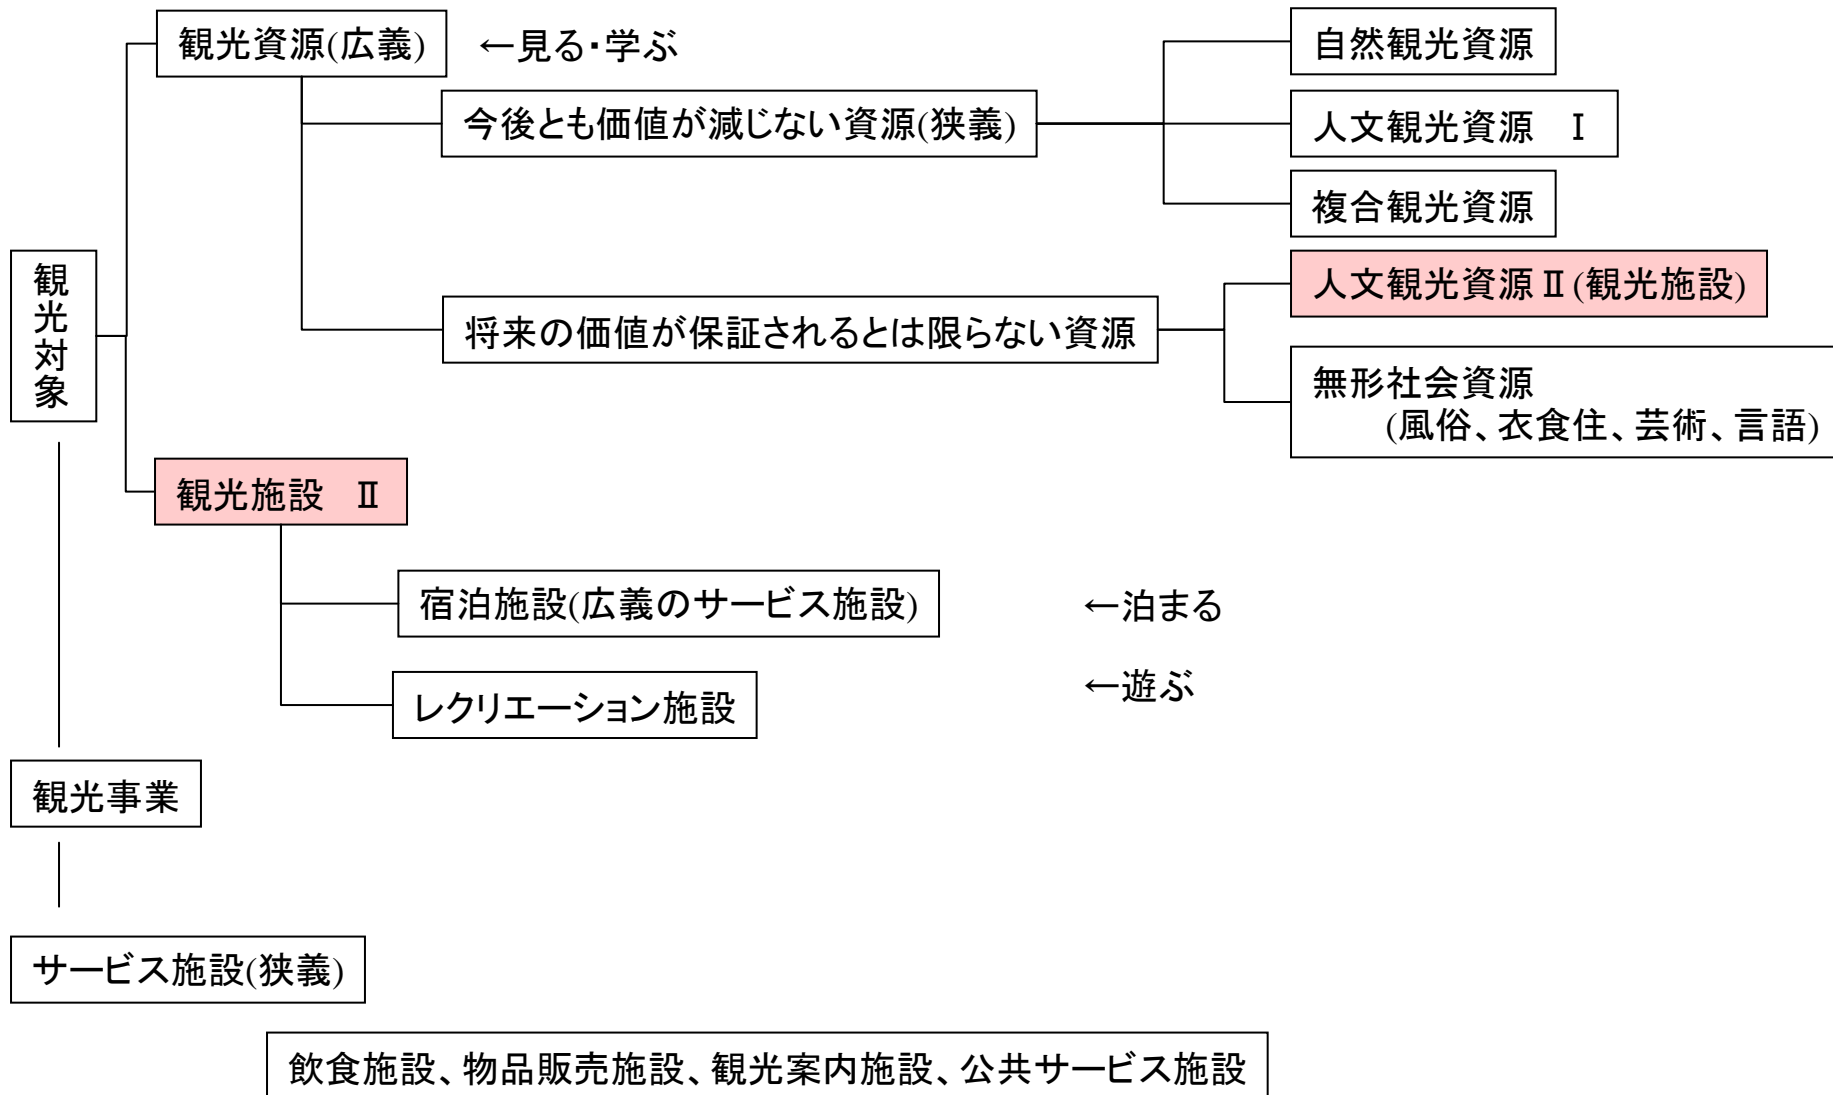 観光資源(広義)
←見る・学ぶ
自然観光資源
今後とも価値が減じない資源(狭義)
人文観光資源　Ⅰ
複合観光資源
観光対象
人文観光資源Ⅱ(観光施設)
将来の価値が保証されるとは限らない資源
無形社会資源
(風俗、衣食住、芸術、言語)
観光施設　Ⅱ
宿泊施設(広義のサービス施設)
←泊まる
レクリエーション施設
←遊ぶ
観光事業
サービス施設(狭義)
飲食施設、物品販売施設、観光案内施設、公共サービス施設